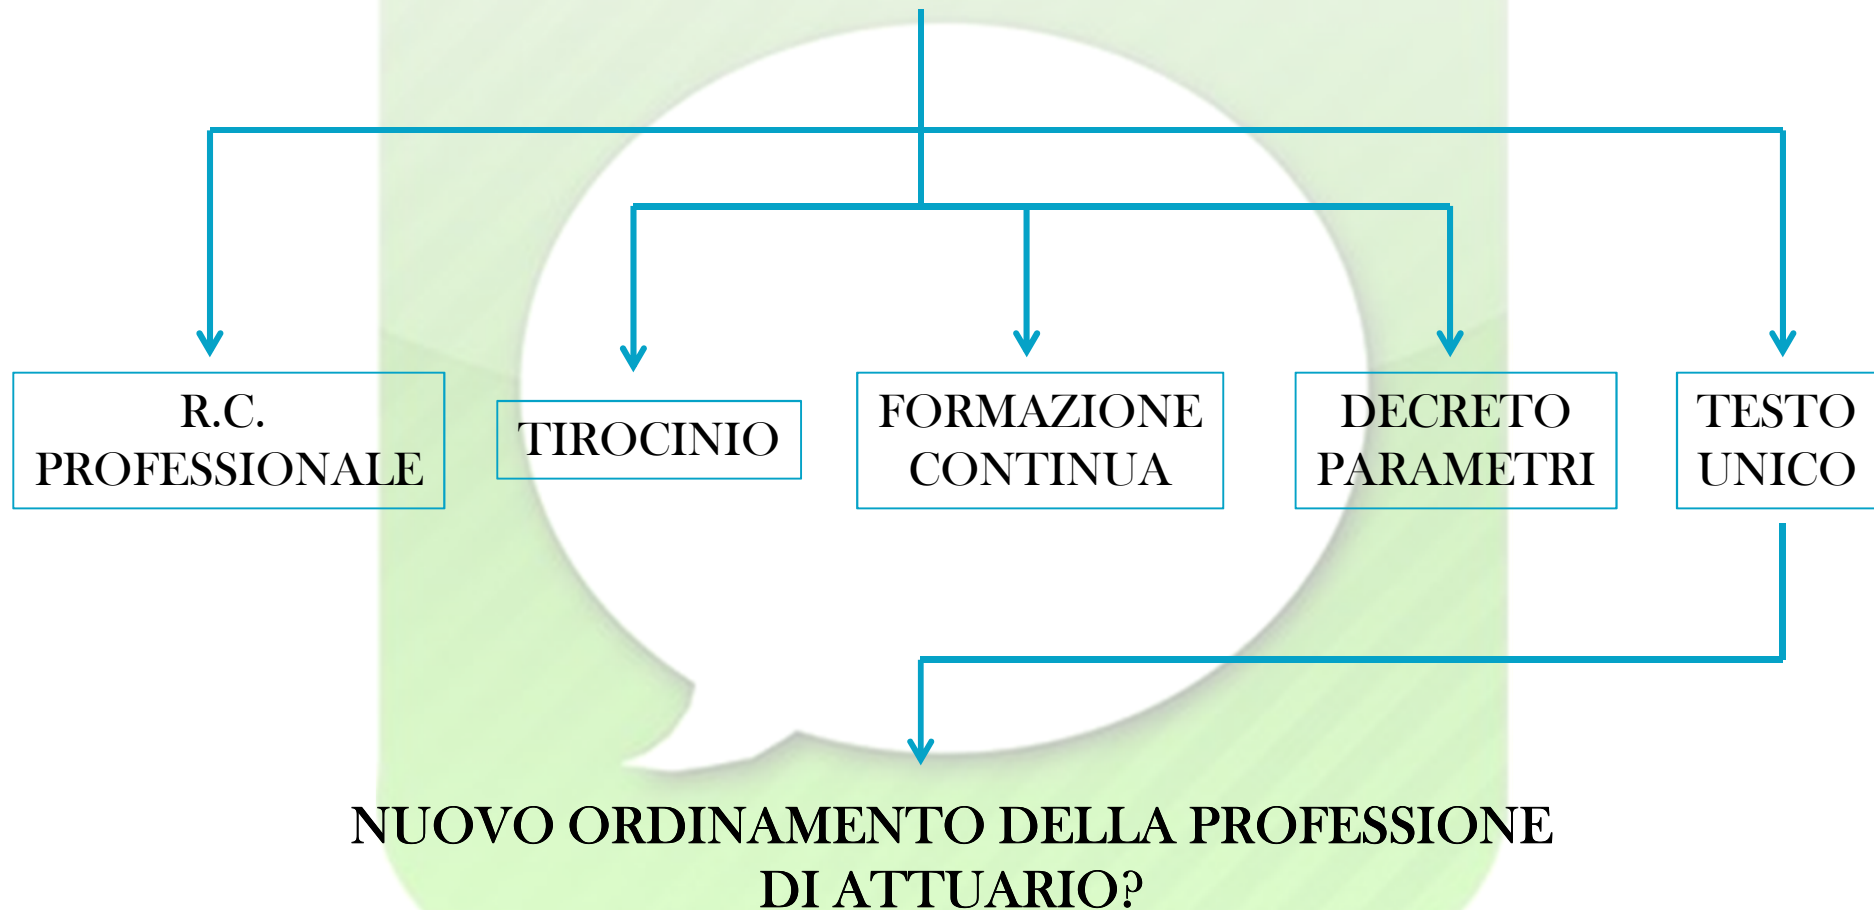 R.C.
PROFESSIONALE
TIROCINIO
FORMAZIONE
CONTINUA
DECRETO
PARAMETRI
TESTO
UNICO
NUOVO ORDINAMENTO DELLA PROFESSIONE
DI ATTUARIO?